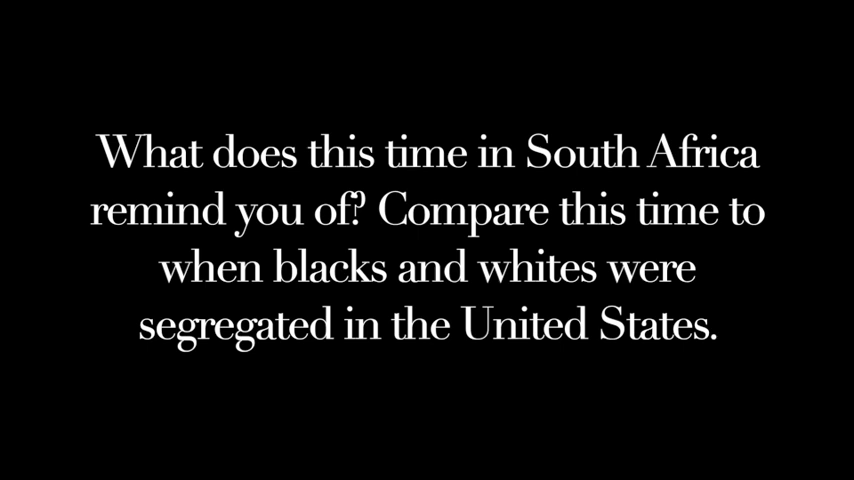 What does this time in South Africa
remind you of? Compare this time to
when blacks and whites were
segregated in the United States.